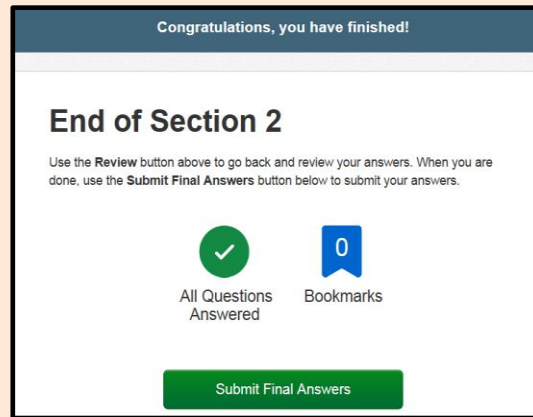 Congratulations, you have finished!
End of Section 2
Use the Review button above to go back and review your answers. When you are
done, use the Submit Final Answers button below to submit your answers.
0
All Questions
Answered
Bookmarks
Submit Final Answers